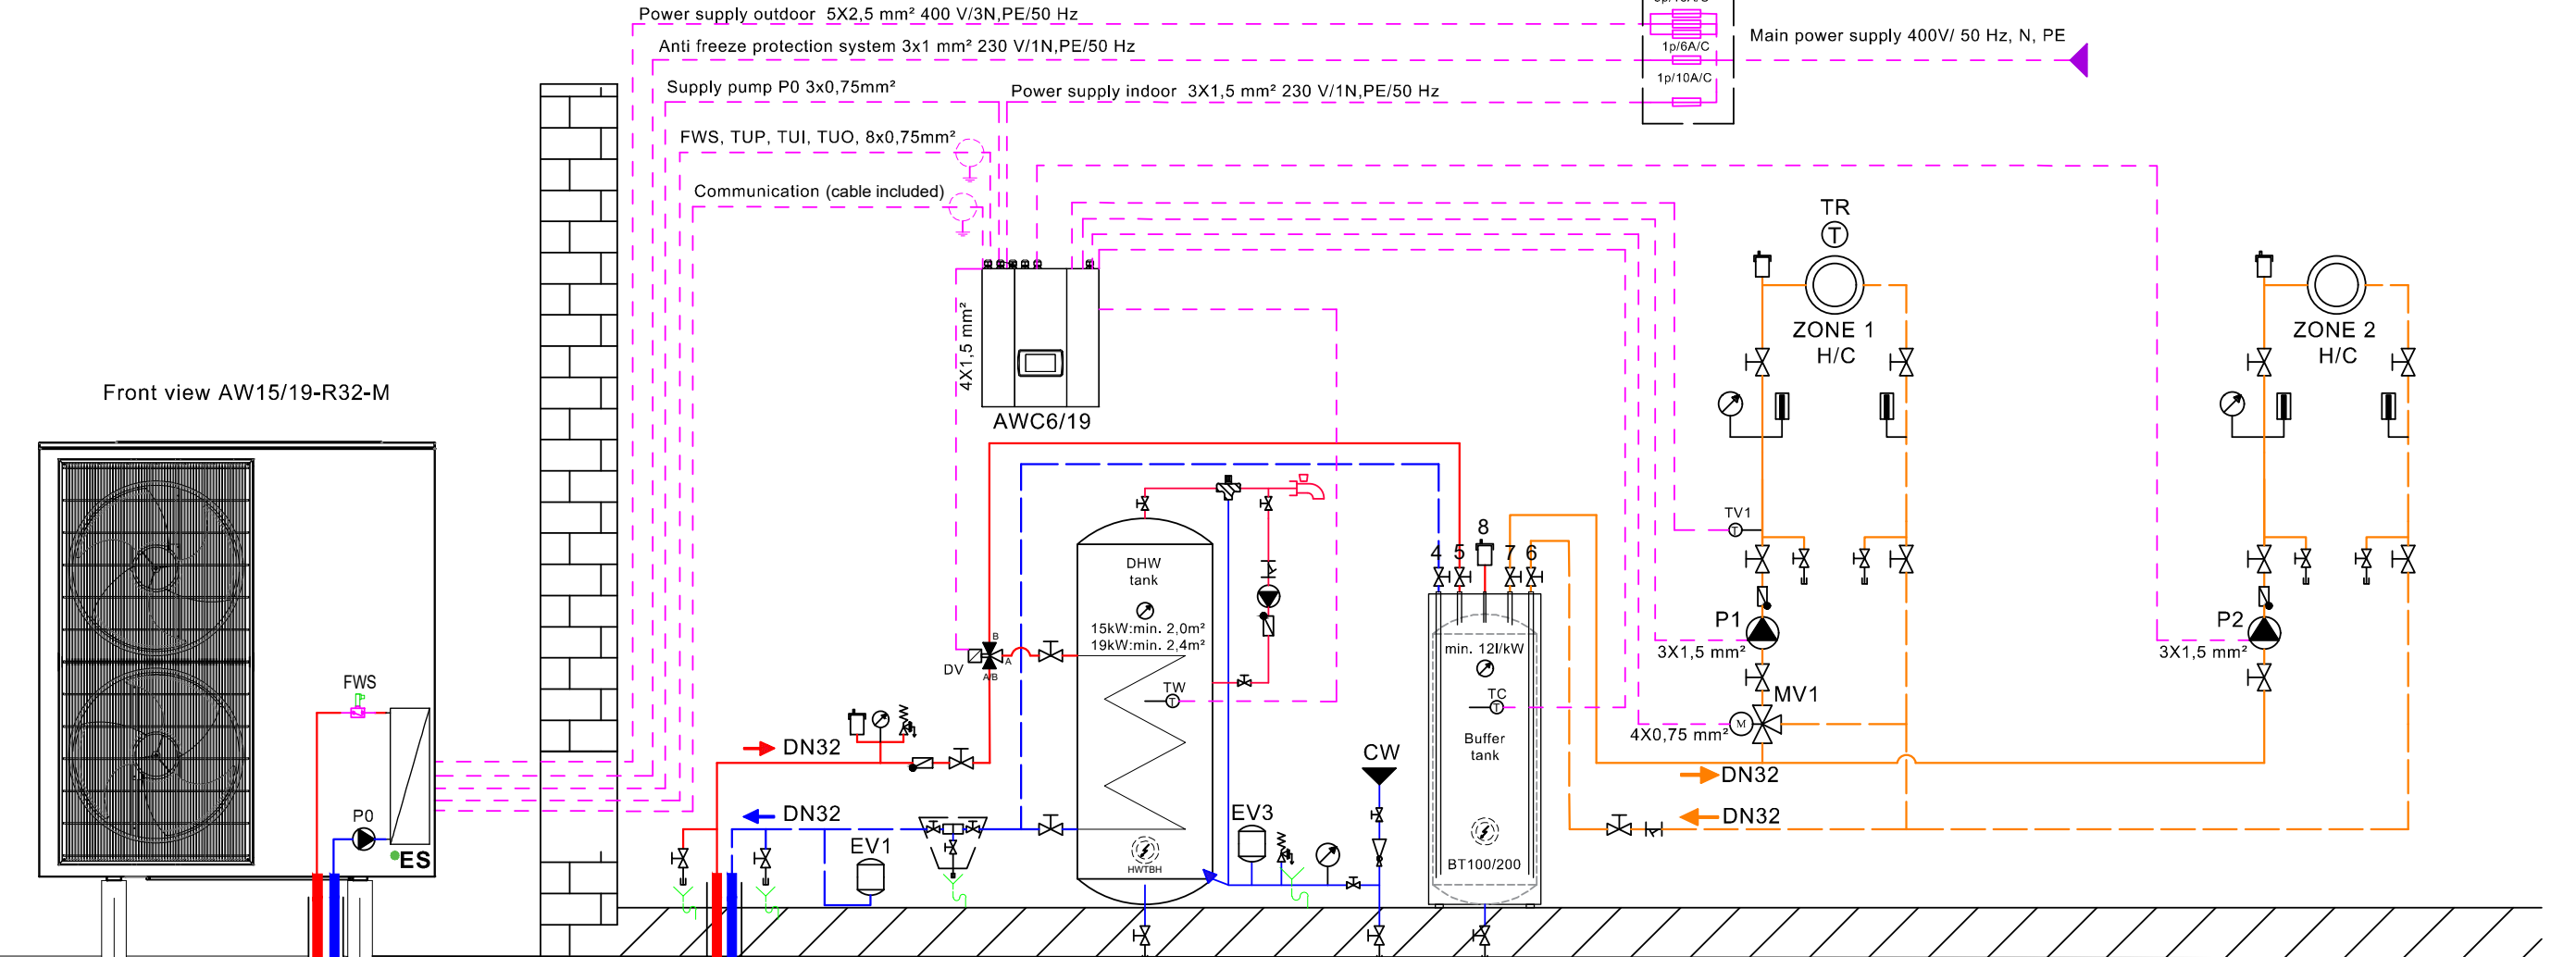 Power supply outdoor 5X2,5 mm² 400 V/3N,PE/50 Hz
Anti freeze protection system 3x1 mm² 230 V/1N,PE/50 Hz
1p/6A/C
Main power supply 400V/ 50 Hz, N, PE
1p/10A/C
Supply pump P0 3x0,75mm²
Power supply indoor 3X1,5 mm² 230 V/1N,PE/50 Hz
FWS, TUP, TUI, TUO, 8x0,75mm²
Communication (cable included)
TR
T
ZONE 1
H/C
ZONE 2
H/C
4X1,5 mm²
AWC6/19
Front view AW15/19-R32-M
TV1
T
8
4
5
7
6
DHW
tank
15kW:min. 2,0m²
19kW:min. 2,4m²
P1
3X1,5 mm²
P2
3X1,5 mm²
min. 12l/kW
B
A
A/B
DV
FWS
TW
T
TC
T
MV1
M
4X0,75 mm²
Buffer
tank
DN32
CW
DN32
P0
DN32
DN32
EV3
EV1
ES
HWTBH
BT100/200